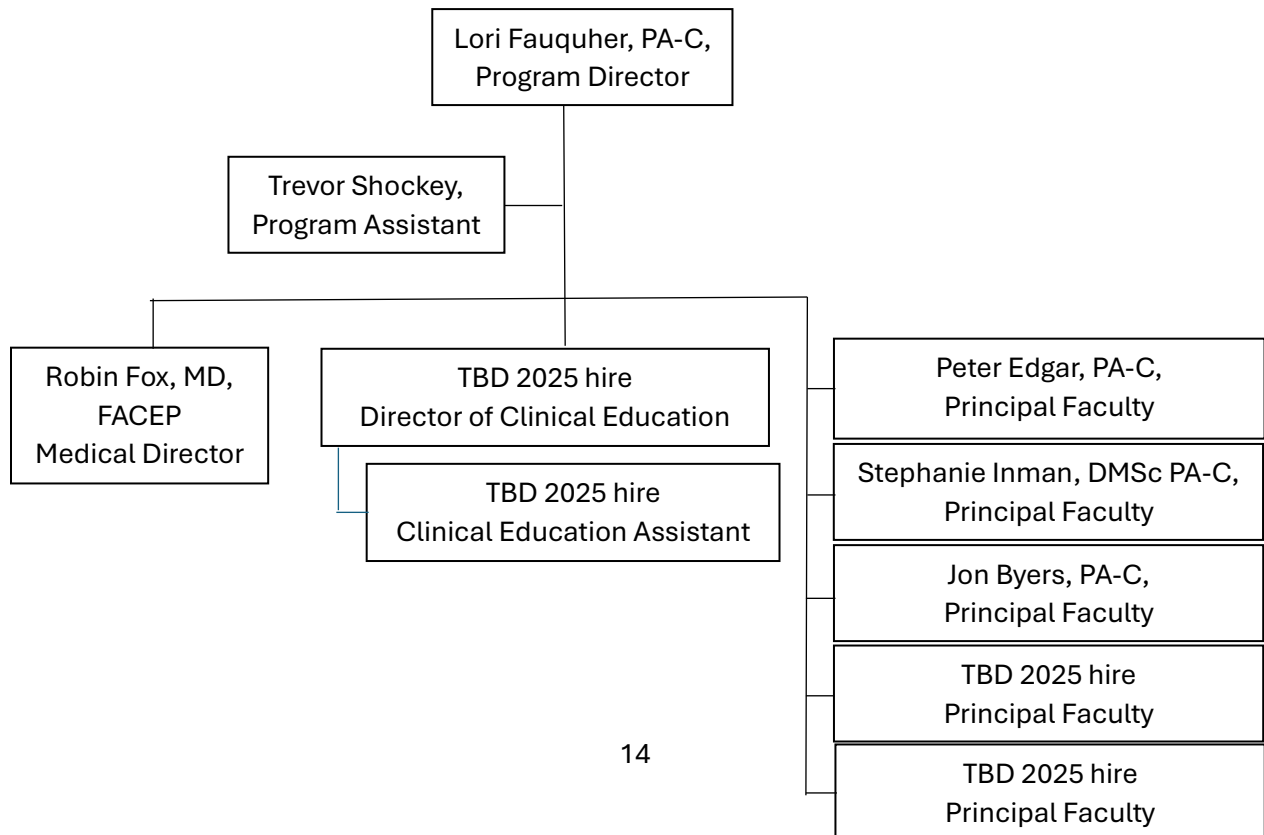 Lori Fauquher, PA-C,
Program Director
Trevor Shockey,
Program Assistant
Robin Fox, MD,
FACEP
Medical Director
TBD 2025 hire
Director of Clinical Education
TBD 2025 hire
Clinical Education Assistant
Peter Edgar, PA-C,
Principal Faculty
Stephanie Inman, DMSc PA-C,
Principal Faculty
Jon Byers, PA-C,
Principal Faculty
TBD 2025 hire
Principal Faculty
TBD 2025 hire
Principal Faculty
14